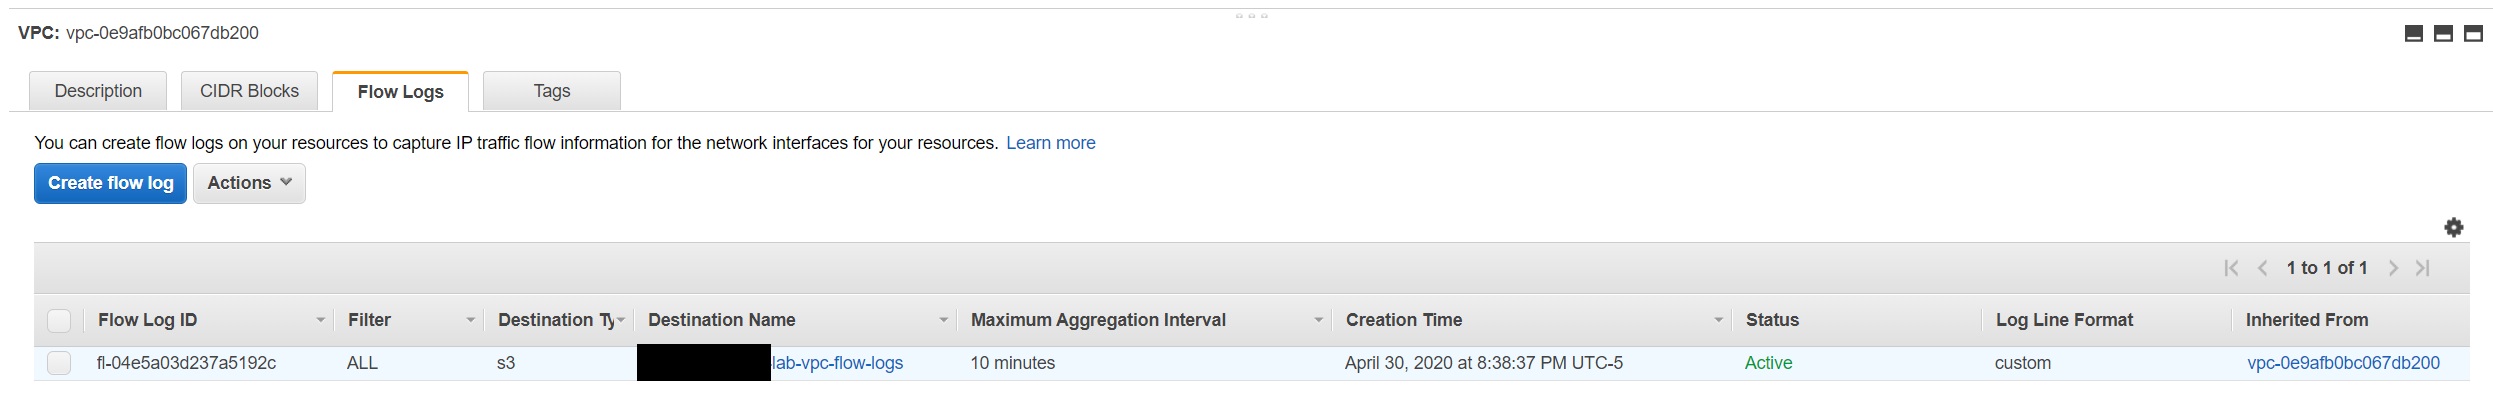 VPC: vpc-0e9afb0bc067db200
Description CIDR Blocks Flow Logs Tags
You can create flow logs on your resources to capture IP traffic flow information for the network interfaces for your resources. Learn more
Create flow log Actions
1 to 1 of 1
Flow Log ID Filter Destination Ty Destination Name Maximum Aggregation Interval Creation Time Status Log Line Format Inherited From
fl-04e5a03d237a5192c ALL s3 -lab-vpc-flow-logs 10 minutes April 30, 2020 at 8:38:37 PM UTC-5 Active custom vpc-0e9afb0bc067db200